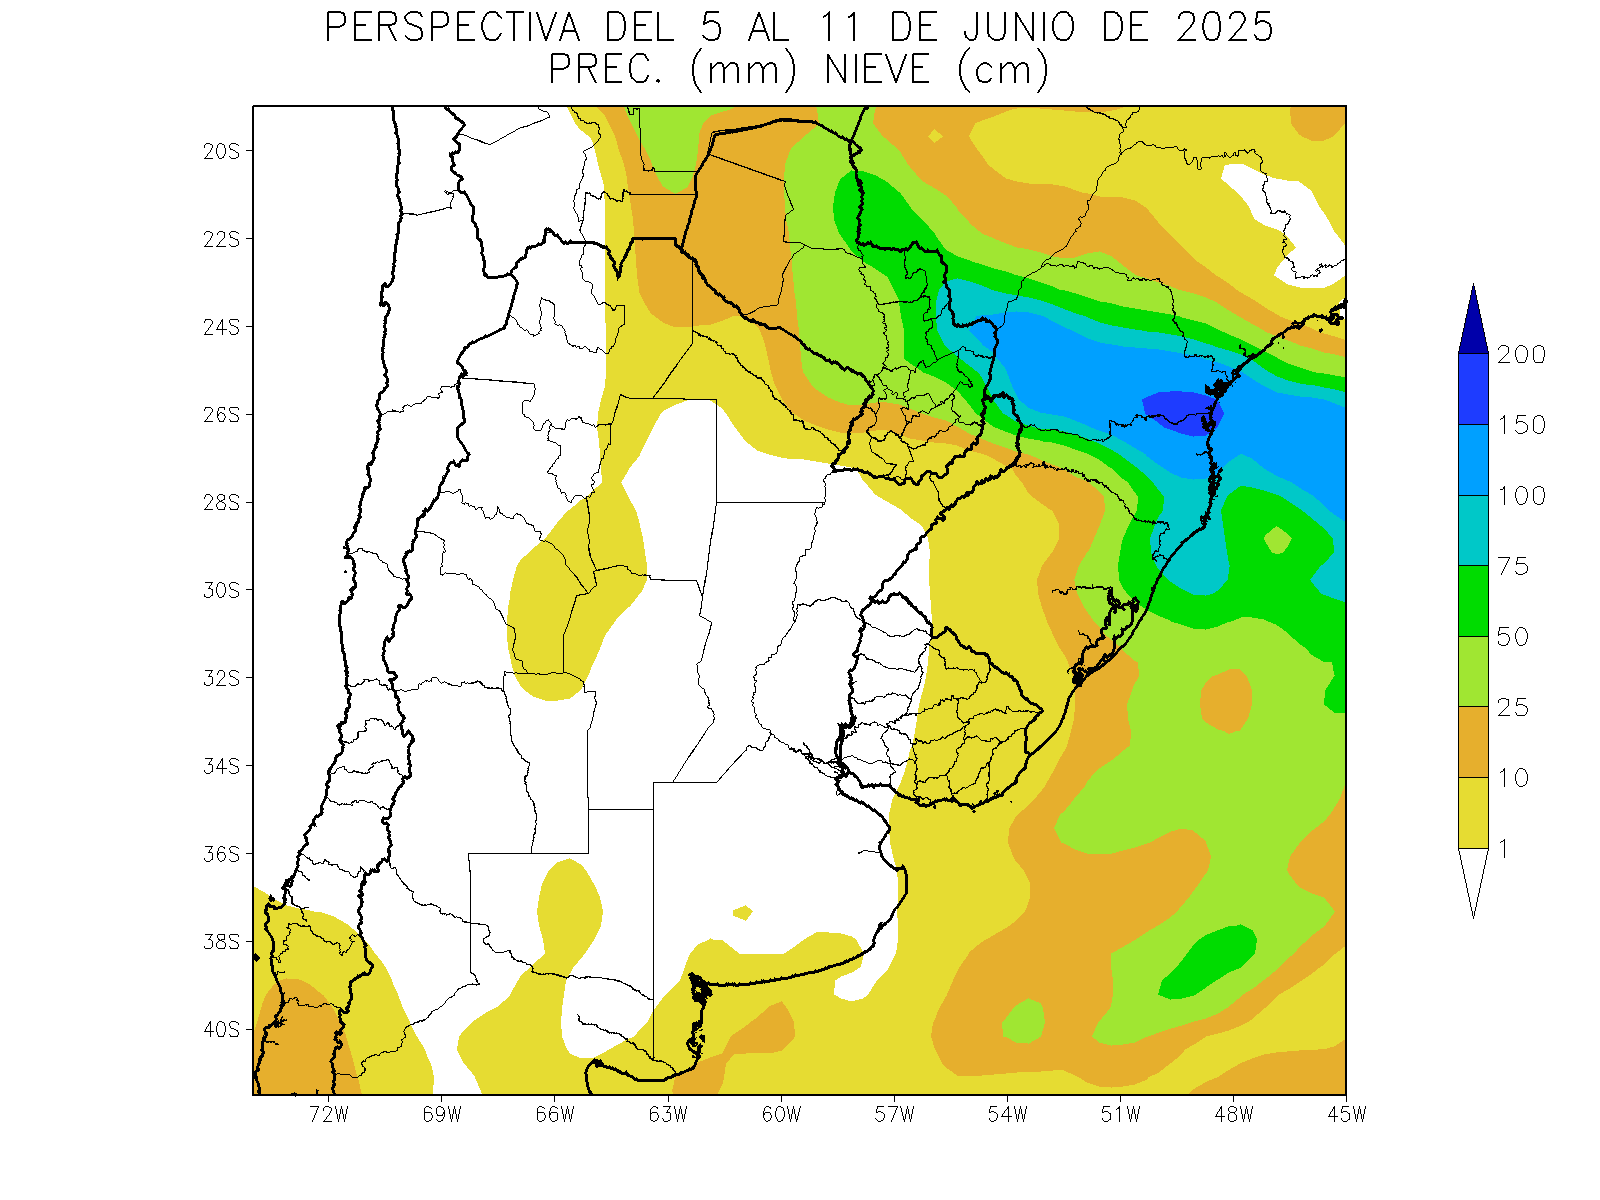 PERSPECTIVA DEL 5 AL 11 DE JUNIO DE 2025
PREC. (mm) NIEVE (cm)
20S
22S
24S
26S
28S
30S
32S
34S
36S
38S
40S
72W 69W 66W 63W 60W 57W 54W 51W 48W 45W
200
150
100
75
50
25
10
1